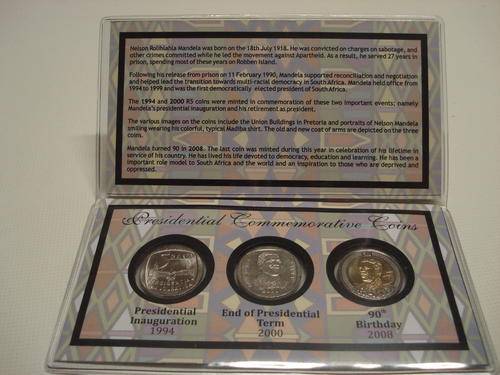 Nelson Rolihlahla Mandela was born on the 18th July 1918. He was convicted on charges on sabotage, and
other crimes committed while he led the movement against Apartheid. As a result, he served 27 years in
prison, spending most of these years on Robben Island.
Following his release from prison on 11 February 1990, Mandela supported reconciliation and negotiation
and helped lead the transition towards multi-racial democracy in South Africa. Mandela held office from
1994 to 1999 and was the first democratically elected president of South Africa.
The 1994 and 2000 R5 coins were minted in commemoration of these two important events; namely
Mandela's presidential inauguration and his retirement as president.
The various images on the coins include the Union Buildings in Pretoria and portraits of Nelson Mandela
smiling wearing his colorful, typical Madiba shirt. The old and new coat of arms are depicted on the three
coins.
Mandela turned 90 in 2008. The last coin was minted during this year in celebration of his lifetime in
service of his country. He has lived his life devoted to democracy, education and learning. He has been a
important role model to South Africa and the world and an inspiration to those who are deprived and
oppressed.
Presidential Commemorative Coins
Presidential
Inauguration
1994
End of Presidential
Term
2000
90th
Birthday
2008